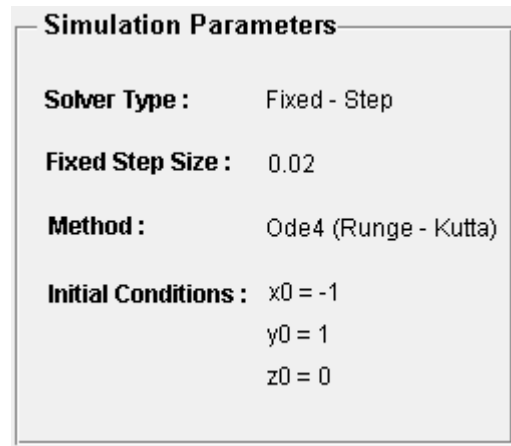 Simulation Parameters
Solver Type : Fixed - Step
Fixed Step Size : 0.02
Method : Ode4 (Runge - Kutta)
Initial Conditions : x0 = -1
y0 = 1
z0 = 0